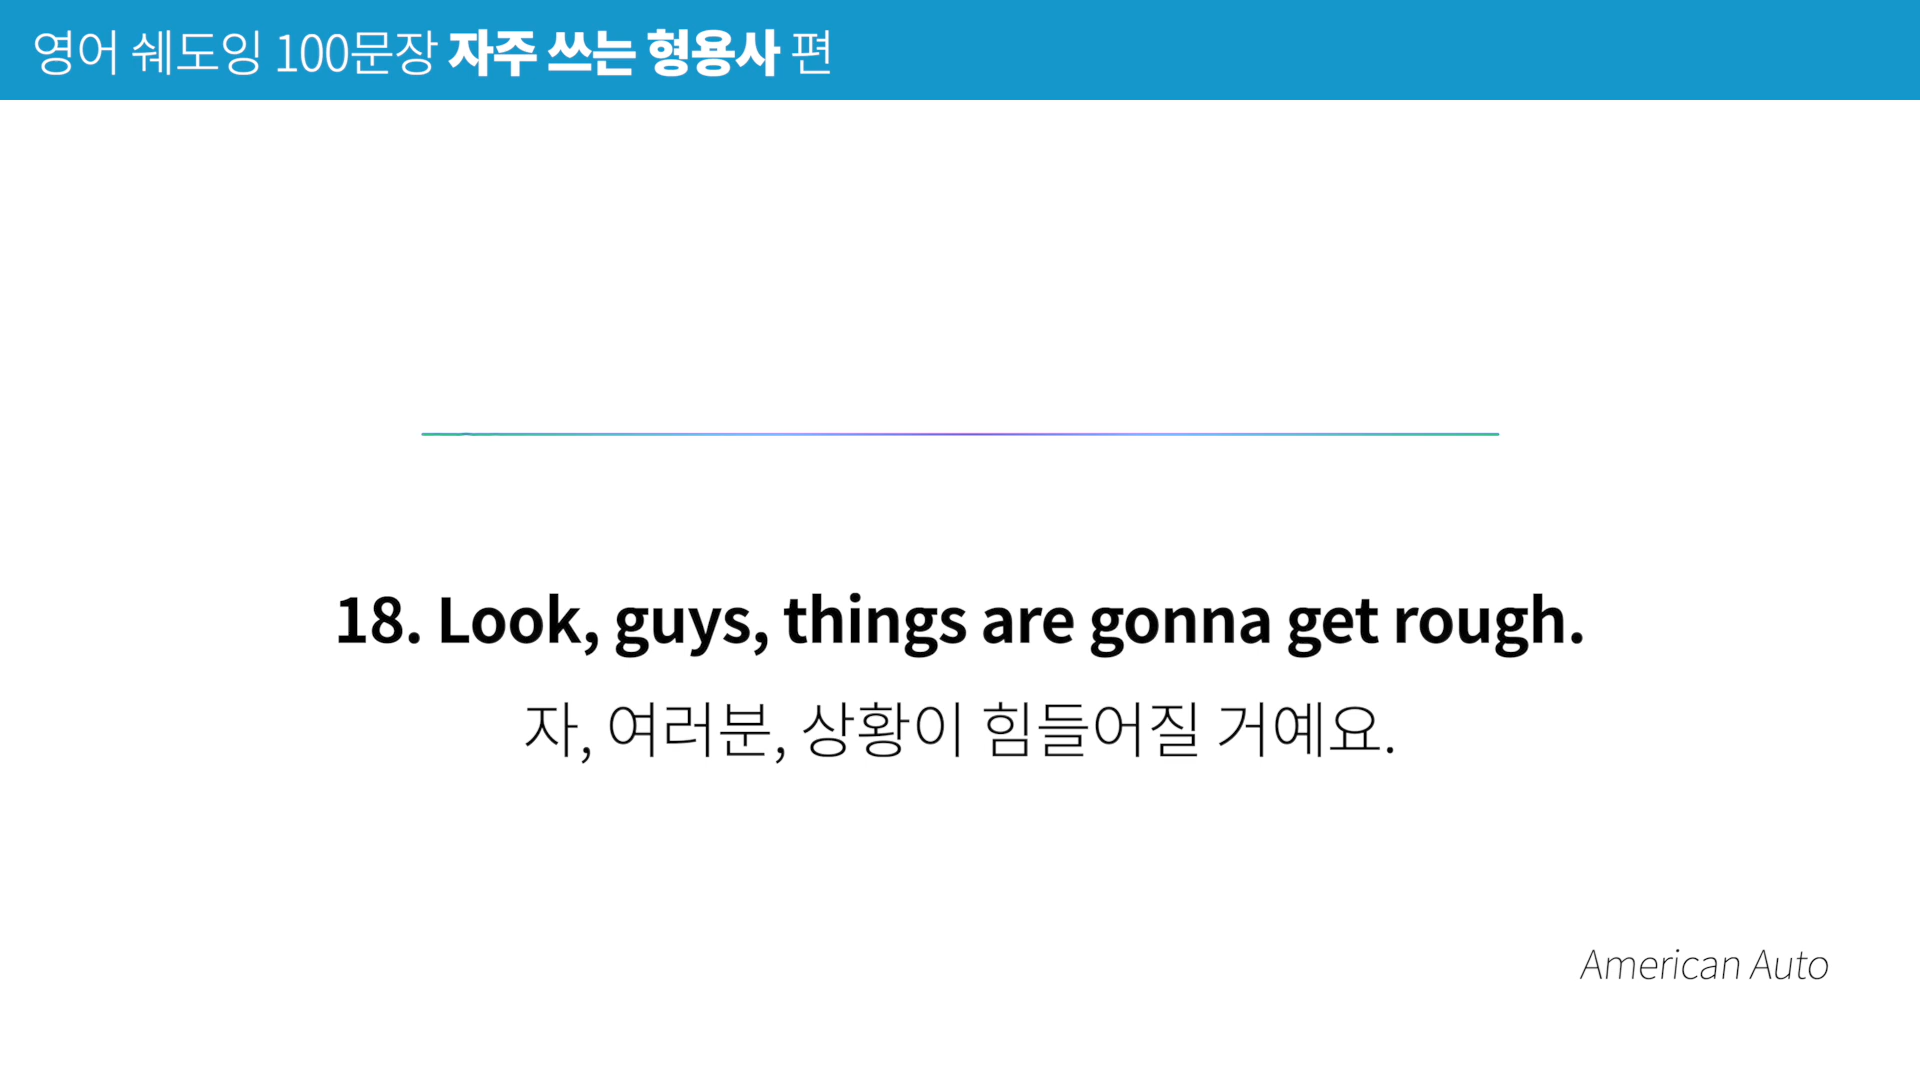 영어 쉐도잉 100문장 자주 쓰는 형용사 편
18. Look, guys, things are gonna get rough.
자, 여러분, 상황이 힘들어질 거예요.
American Auto